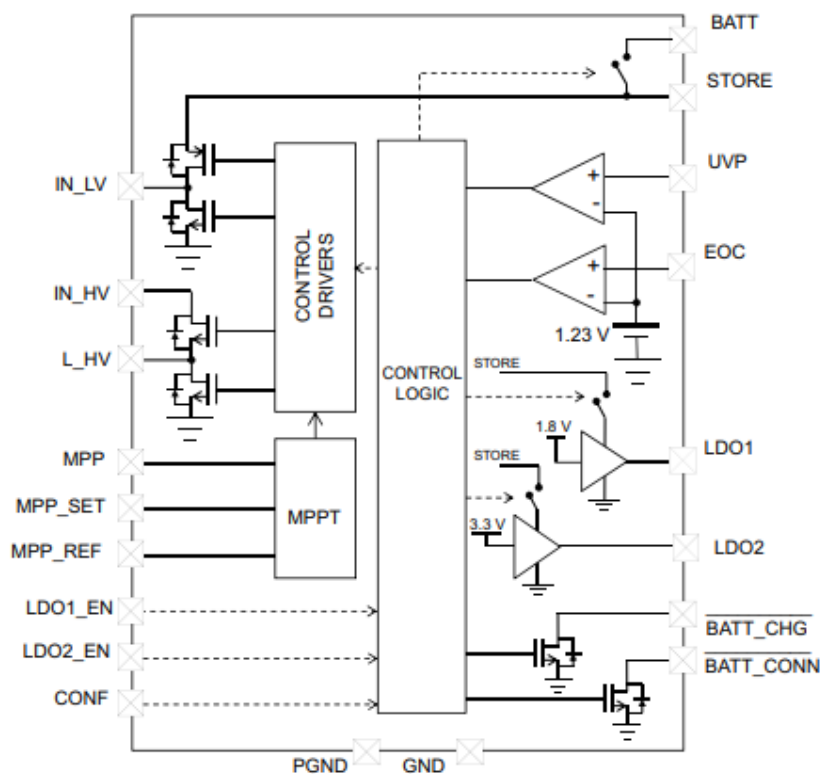 BATT
STORE
UVP
EOC
IN_LV
IN_HV
L_HV
MPP
MPP_SET
MPP_REF
LDO1_EN
LDO2_EN
CONF
CONTROL
DRIVERS
MPPT
CONTROL
LOGIC
+
-
+
-
1.23 V
STORE
1.8 V
LDO1
STORE
3.3 V
LDO2
BATT_CHG
BATT_CONN
PGND
GND